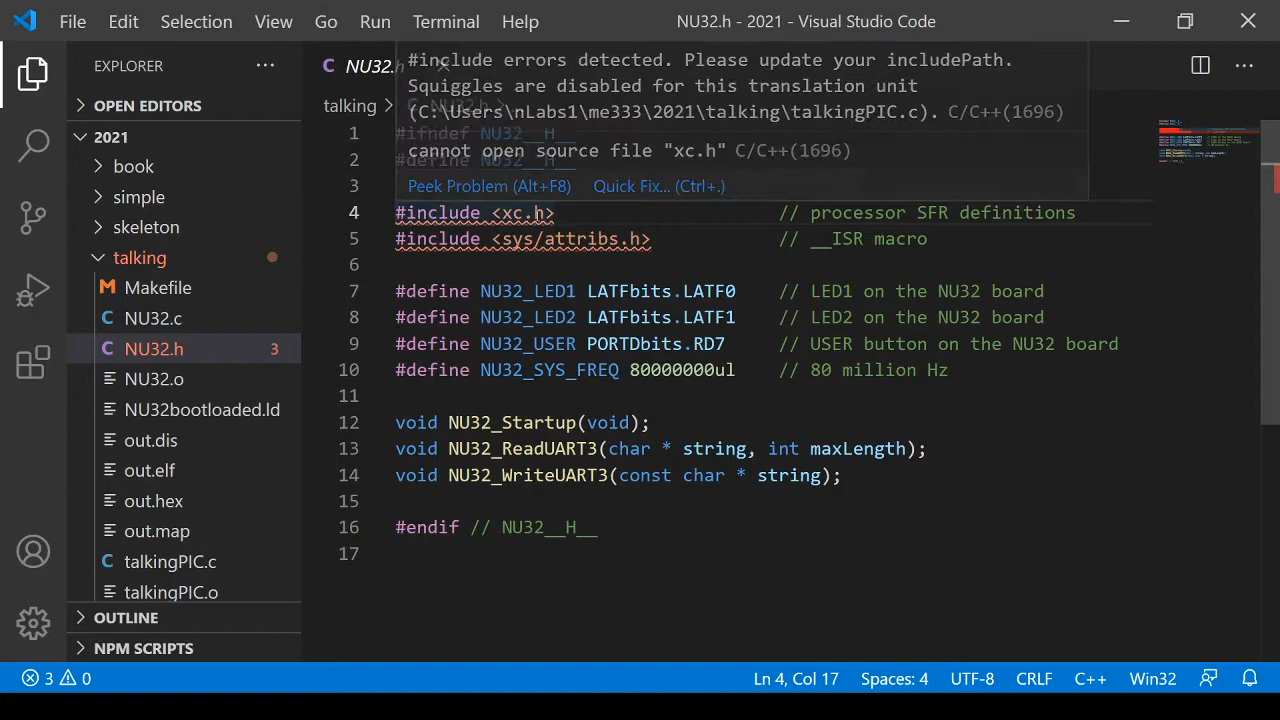 File Edit Selection View Go Run Terminal Help NU32.h - 2021 - Visual Studio Code
EXPLORER
OPEN EDITORS
2021
book
simple
skeleton
talking
Makefile
NU32.c
NU32.h 3
NU32.o
NU32bootloaded.ld
out.dis
out.elf
out.hex
out.map
talkingPIC.c
talkingPIC.o
OUTLINE
NPM SCRIPTS
NU32.h
talking > NU32.h >
#include errors detected. Please update your includePath.
Squiggles are disabled for this translation unit
(C:\Users\nLabs1\me333\2021\talking\talkingPIC.c). C/C++(1696)
cannot open source file "xc.h" C/C++(1696)
Peek Problem (Alt+F8) Quick Fix... (Ctrl+.)
1 #ifndef NU32__H__
2 #define NU32__H__
3
4 #include <xc.h> // processor SFR definitions
5 #include <sys/attribs.h> // __ISR macro
6
7 #define NU32_LED1 LATFbits.LATF0 // LED1 on the NU32 board
8 #define NU32_LED2 LATFbits.LATF1 // LED2 on the NU32 board
9 #define NU32_USER PORTDbits.RD7 // USER button on the NU32 board
10 #define NU32_SYS_FREQ 80000000ul // 80 million Hz
11
12 void NU32_Startup(void);
13 void NU32_ReadUART3(char * string, int maxLength);
14 void NU32_WriteUART3(const char * string);
15
16 #endif // NU32__H__
17
3 0 Ln 4, Col 17 Spaces: 4 UTF-8 CRLF C++ Win32